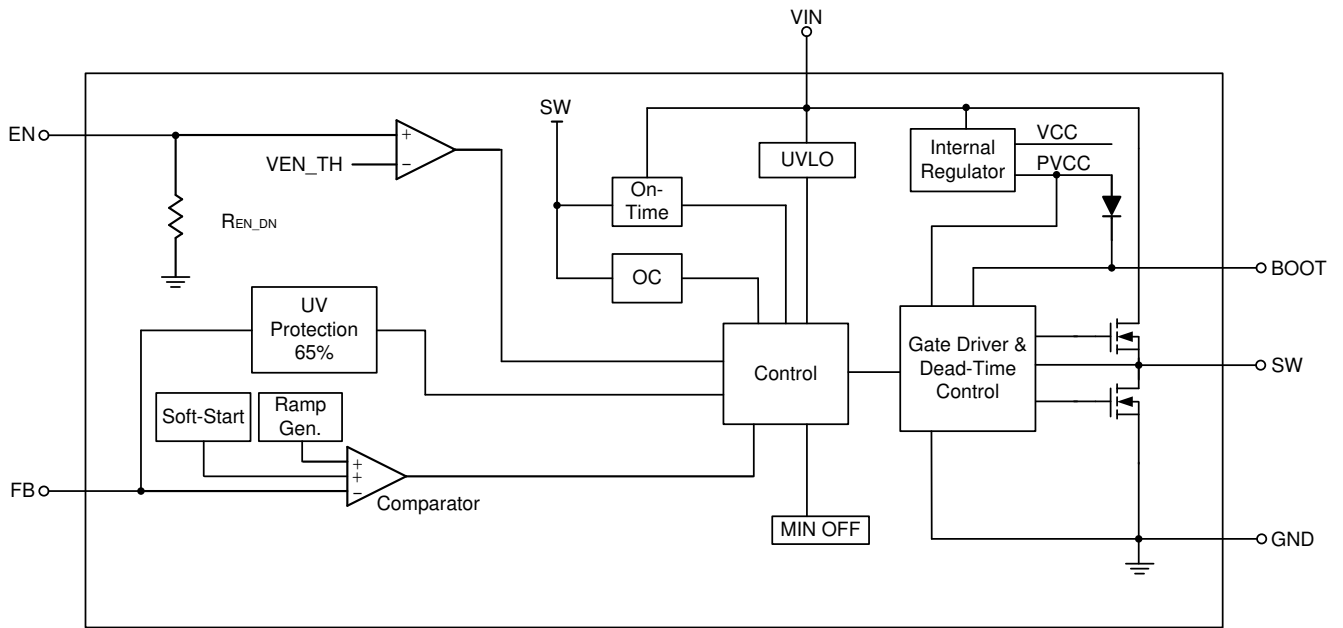 VIN
SW
EN
+
−
VEN_TH
REN_DN
UVLO
On-
Time
OC
Internal
Regulator
VCC
PVCC
BOOT
UV
Protection
65%
Control
Gate Driver &
Dead-Time
Control
SW
Soft-Start
Ramp
Gen.
+
+
−
Comparator
FB
MIN OFF
GND